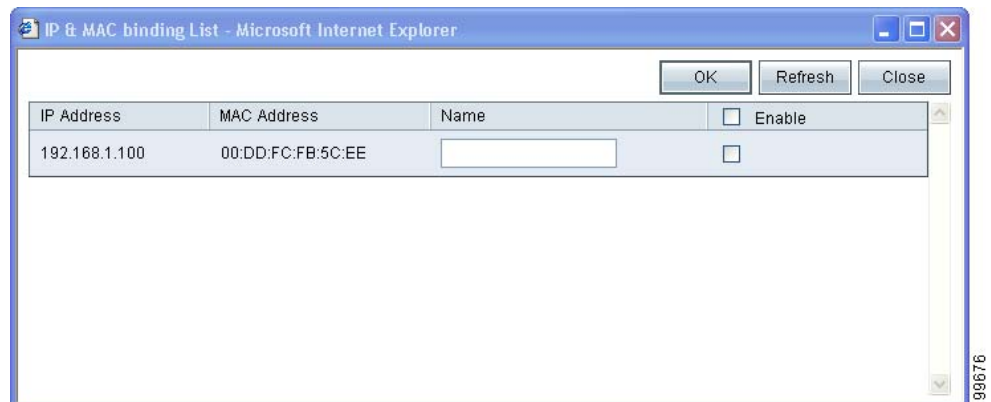 IP & MAC binding List - Microsoft Internet Explorer
OK Refresh Close
IP Address MAC Address Name Enable
192.168.1.100 00:DD:FC:FB:5C:EE
99676